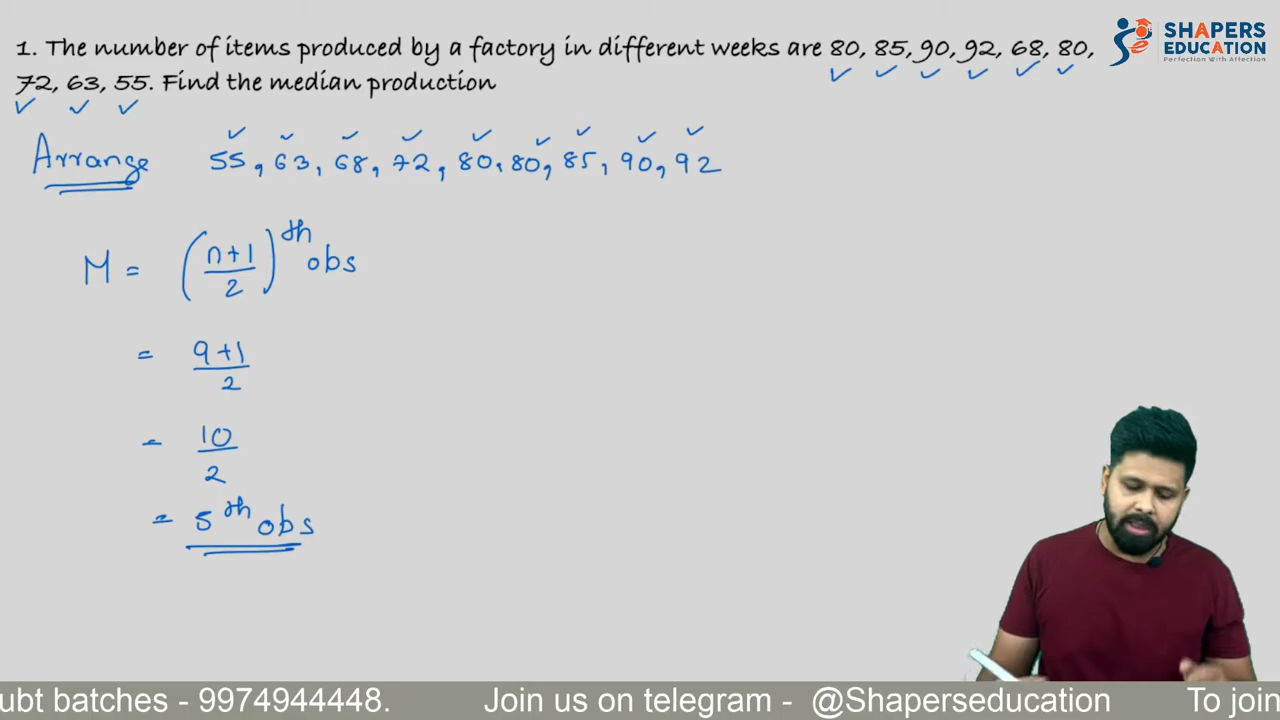 1. The number of items produced by a factory in different weeks are 80, 85, 90, 92, 68, 80,
72, 63, 55. Find the median production
SHAPERS
EDUCATION
Perfection With Affection
Arrange 55, 63, 68, 72, 80, 80, 85, 90, 92
M = (n+1/2)th obs
= 9+1/2
= 10/2
= 5th obs
ubt batches - 9974944448. Join us on telegram - @Shaperseducation To join